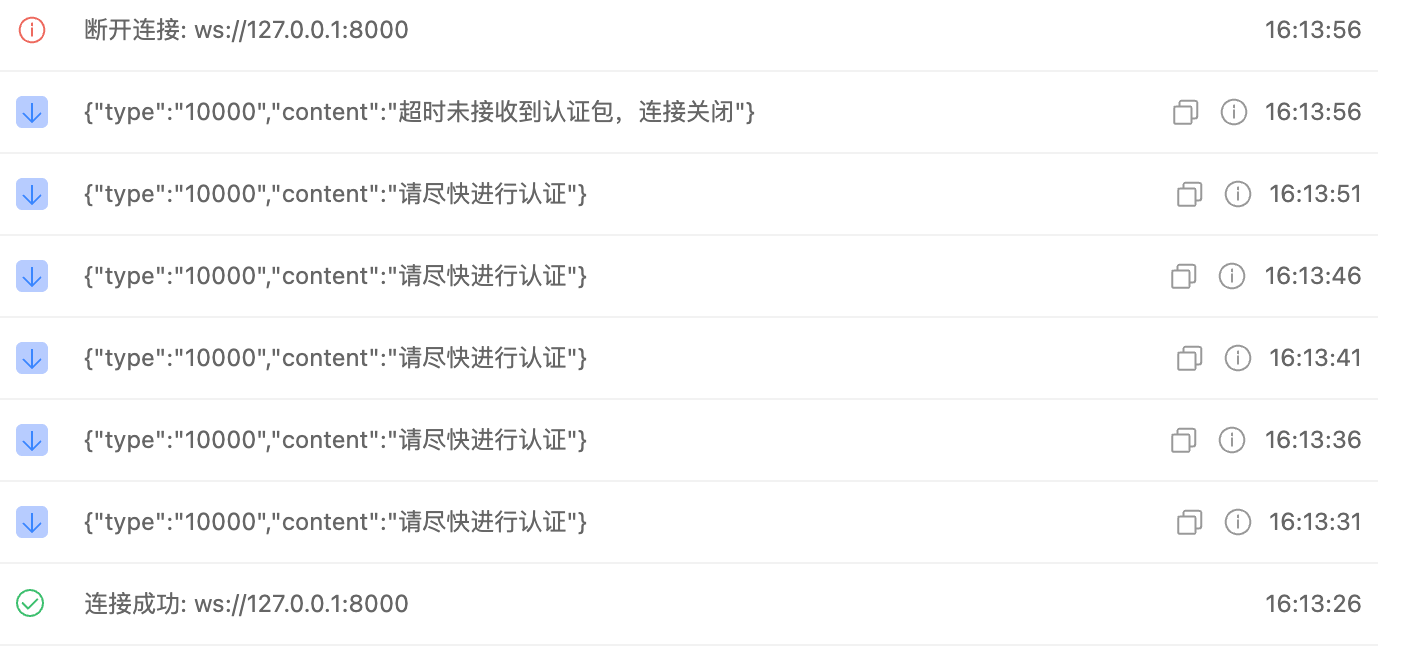 断开连接: ws://127.0.0.1:8000 16:13:56
{"type":"10000","content":"超时未接收到认证包，连接关闭"} 16:13:56
{"type":"10000","content":"请尽快进行认证"} 16:13:51
{"type":"10000","content":"请尽快进行认证"} 16:13:46
{"type":"10000","content":"请尽快进行认证"} 16:13:41
{"type":"10000","content":"请尽快进行认证"} 16:13:36
{"type":"10000","content":"请尽快进行认证"} 16:13:31
连接成功: ws://127.0.0.1:8000 16:13:26